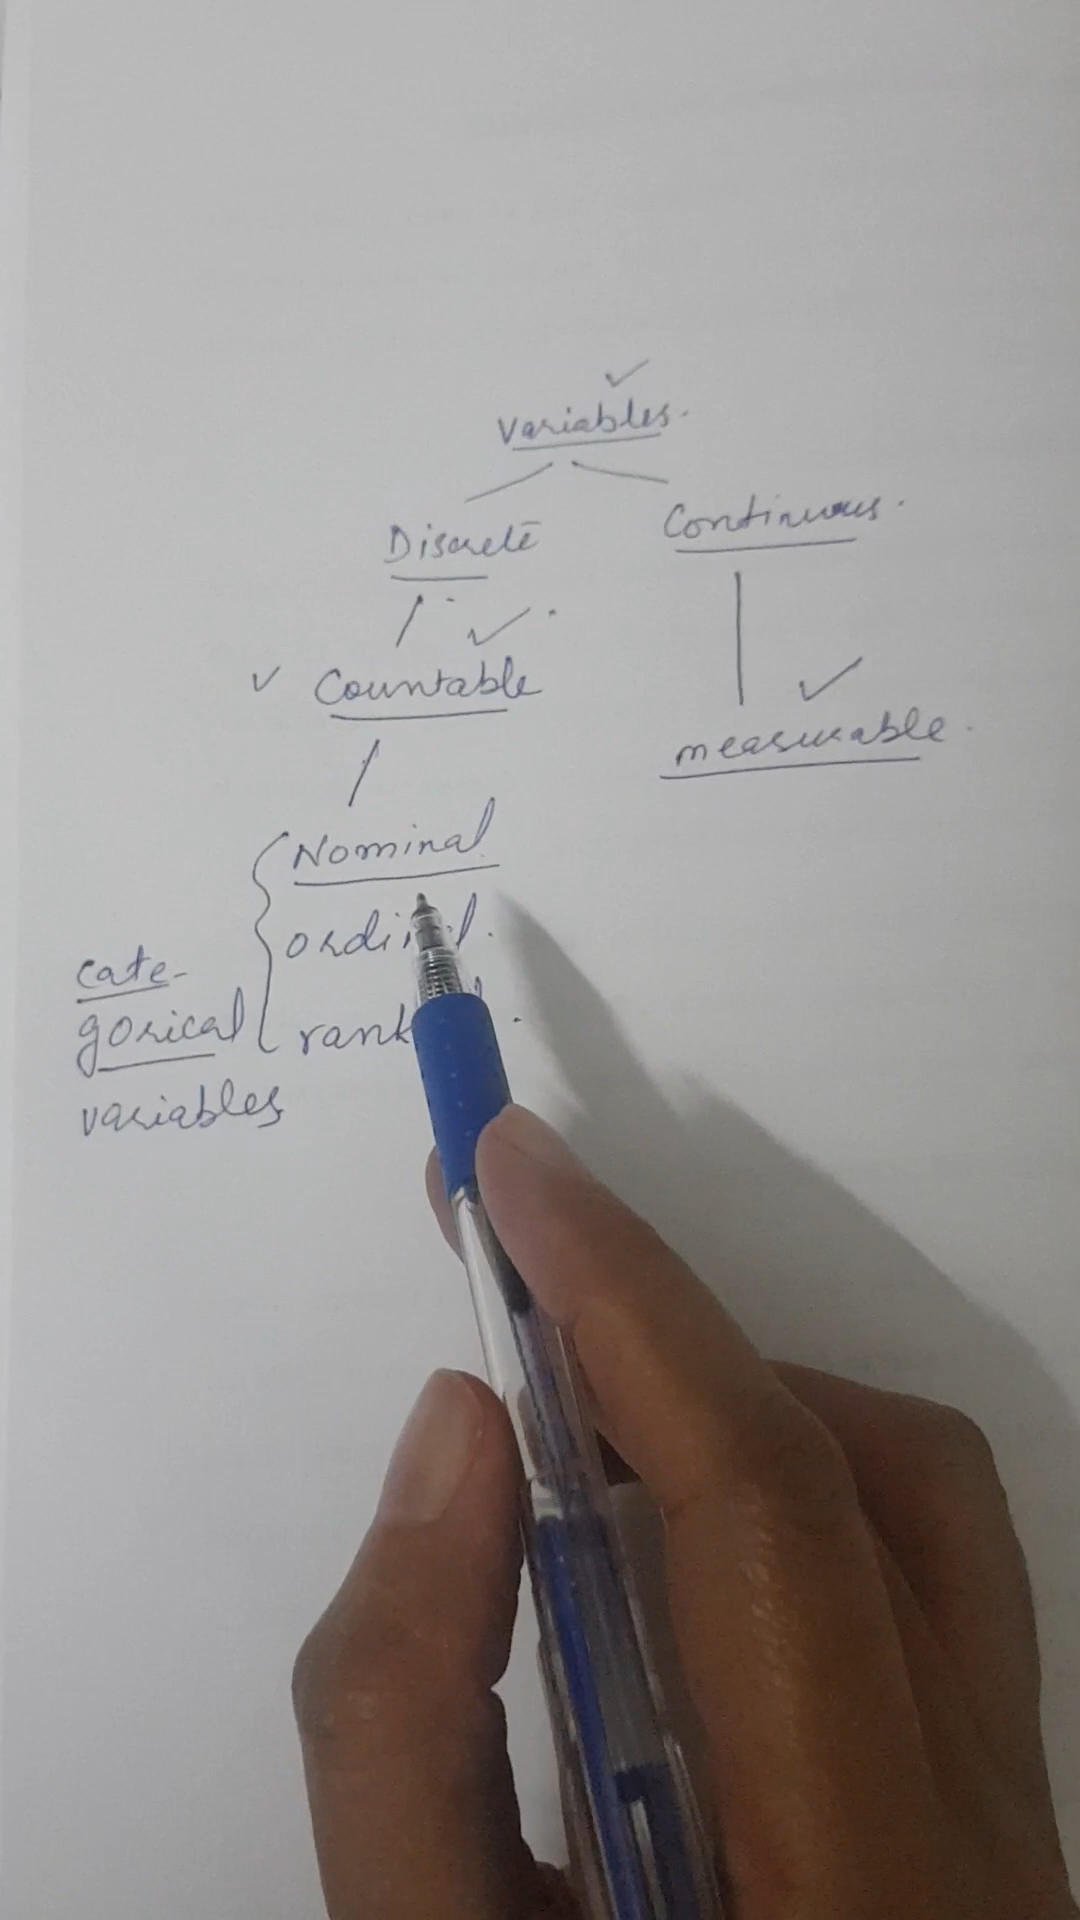 Variables.
Discrete
Continuous.
Countable
measurable.
Nominal
cate-
gorical
variables